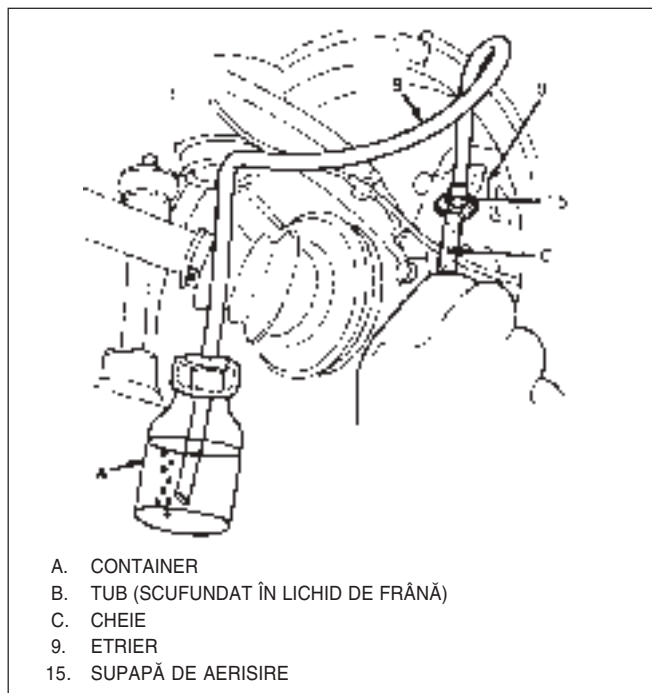 A
C
A. CONTAINER
B. TUB (SCUFUNDAT ÎN LICHID DE FRÂNĂ)
C. CHEIE
9. ETRIER
15. SUPAPĂ DE AERISIRE